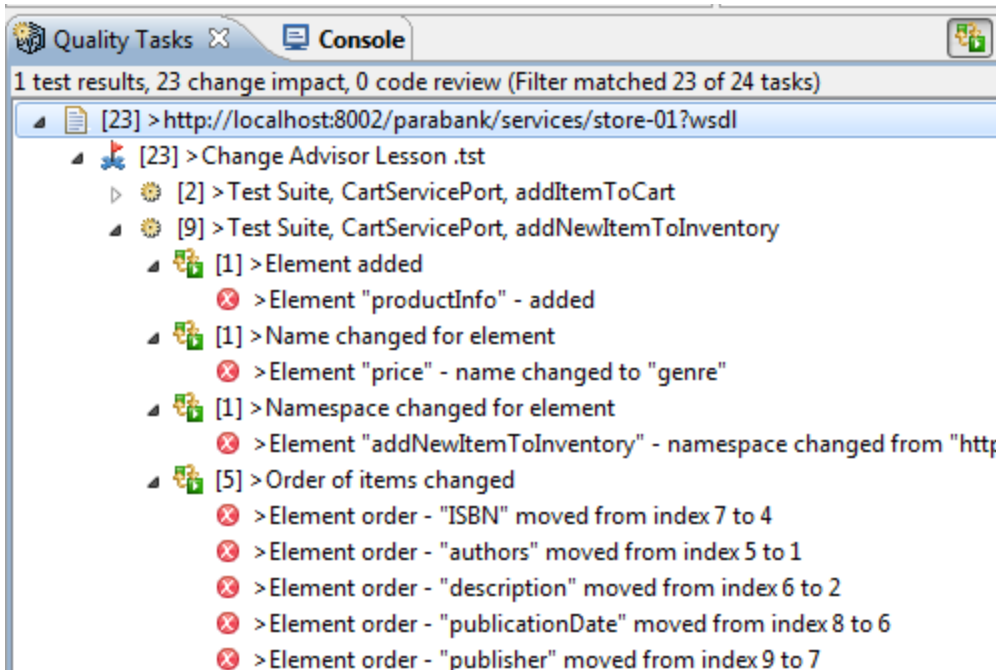 Quality Tasks Console
1 test results, 23 change impact, 0 code review (Filter matched 23 of 24 tasks)
[23] >http://localhost:8002/parabank/services/store-01?wsdl
[23] >Change Advisor Lesson .tst
[2] >Test Suite, CartServicePort, addItemToCart
[9] >Test Suite, CartServicePort, addNewItemToInventory
[1] >Element added
>Element "productInfo" - added
[1] >Name changed for element
>Element "price" - name changed to "genre"
[1] >Namespace changed for element
>Element "addNewItemToInventory" - namespace changed from "http
[5] >Order of items changed
>Element order - "ISBN" moved from index 7 to 4
>Element order - "authors" moved from index 5 to 1
>Element order - "description" moved from index 6 to 2
>Element order - "publicationDate" moved from index 8 to 6
>Element order - "publisher" moved from index 9 to 7